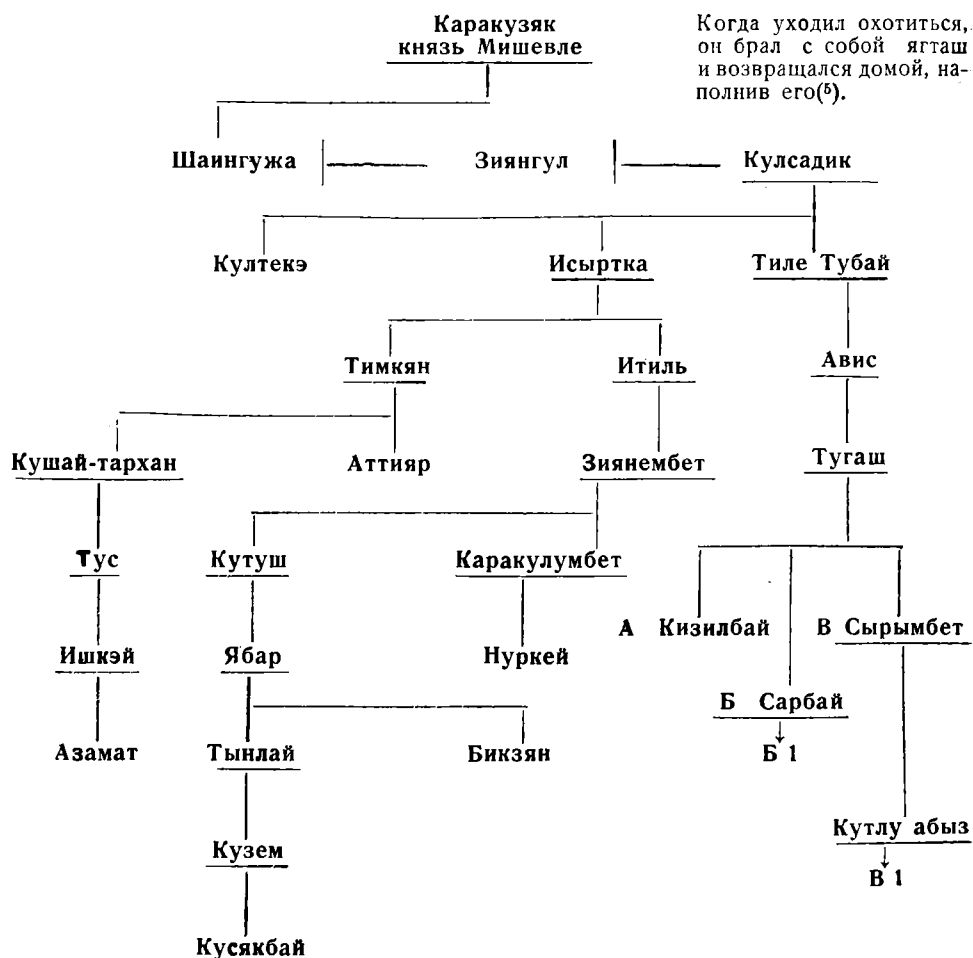 Каракузяк
князь Мишевле
Когда уходил охотиться,
он брал с собой ягташ
и возвращался домой, на-
полнив его(⁵).
Шаингужа Зиянгул Кулсадик
Култекэ Исыртка Тиле Тубай
Тимкян Итиль Авис
Кушай-тархан Аттияр Зиянембет Тугаш
Тус Кутуш Каракулумбет
А Кизилбай В Сырымбет
Ишкэй Ябар Нуркей
Б Сарбай
Азамат Тынлай Бикзян Б 1
Кутлу абыз
Кузем
В 1
Кусякбай